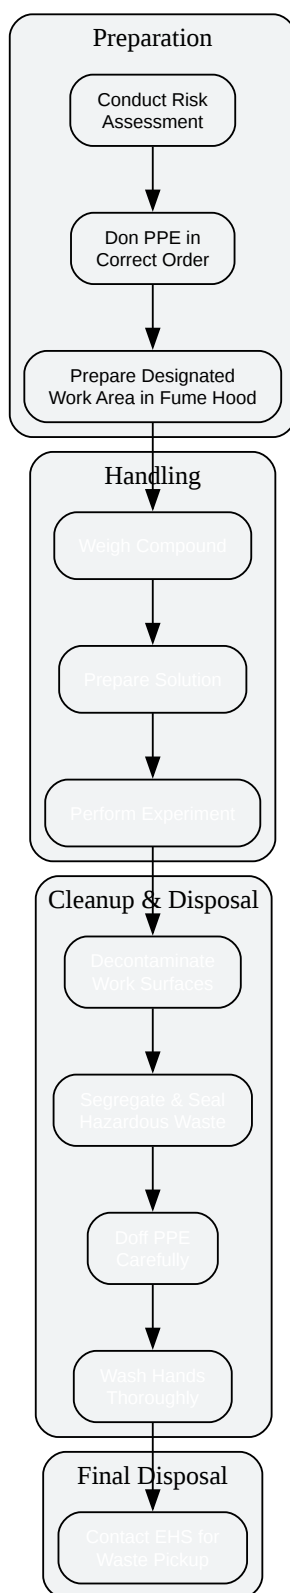 Preparation
Conduct Risk
Assessment
Don PPE in
Correct Order
Prepare Designated
Work Area in Fume Hood
Handling
Weigh Compound
Prepare Solution
Perform Experiment
Cleanup & Disposal
Decontaminate
Work Surfaces
Segregate & Seal
Hazardous Waste
Doff PPE
Carefully
Wash Hands
Thoroughly
Final Disposal
Contact EHS for
Waste Pickup